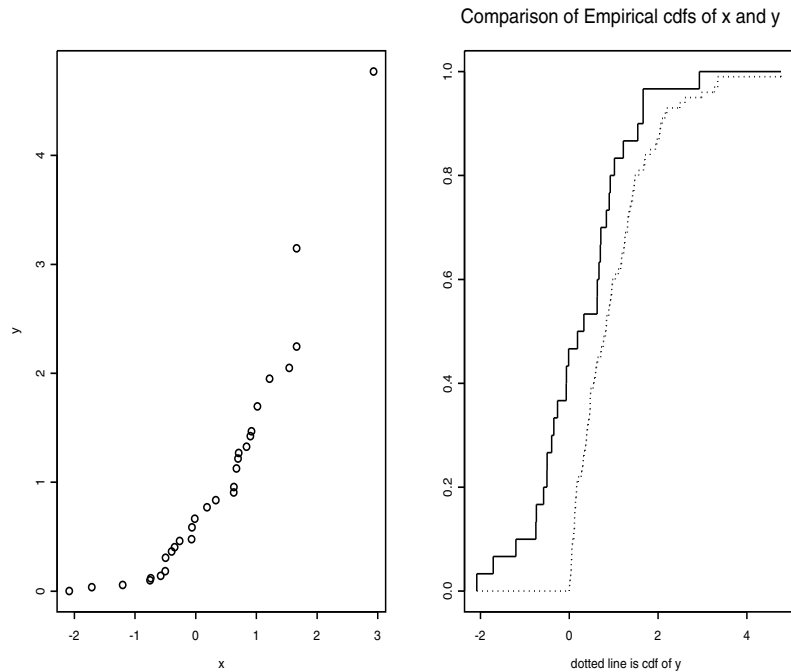 Comparison of Empirical cdfs of x and y
4
3
2
1
0
y
-2 -1 0 1 2 3
x
1.0
0.8
0.6
0.4
0.2
0.0
-2 0 2 4
dotted line is cdf of y